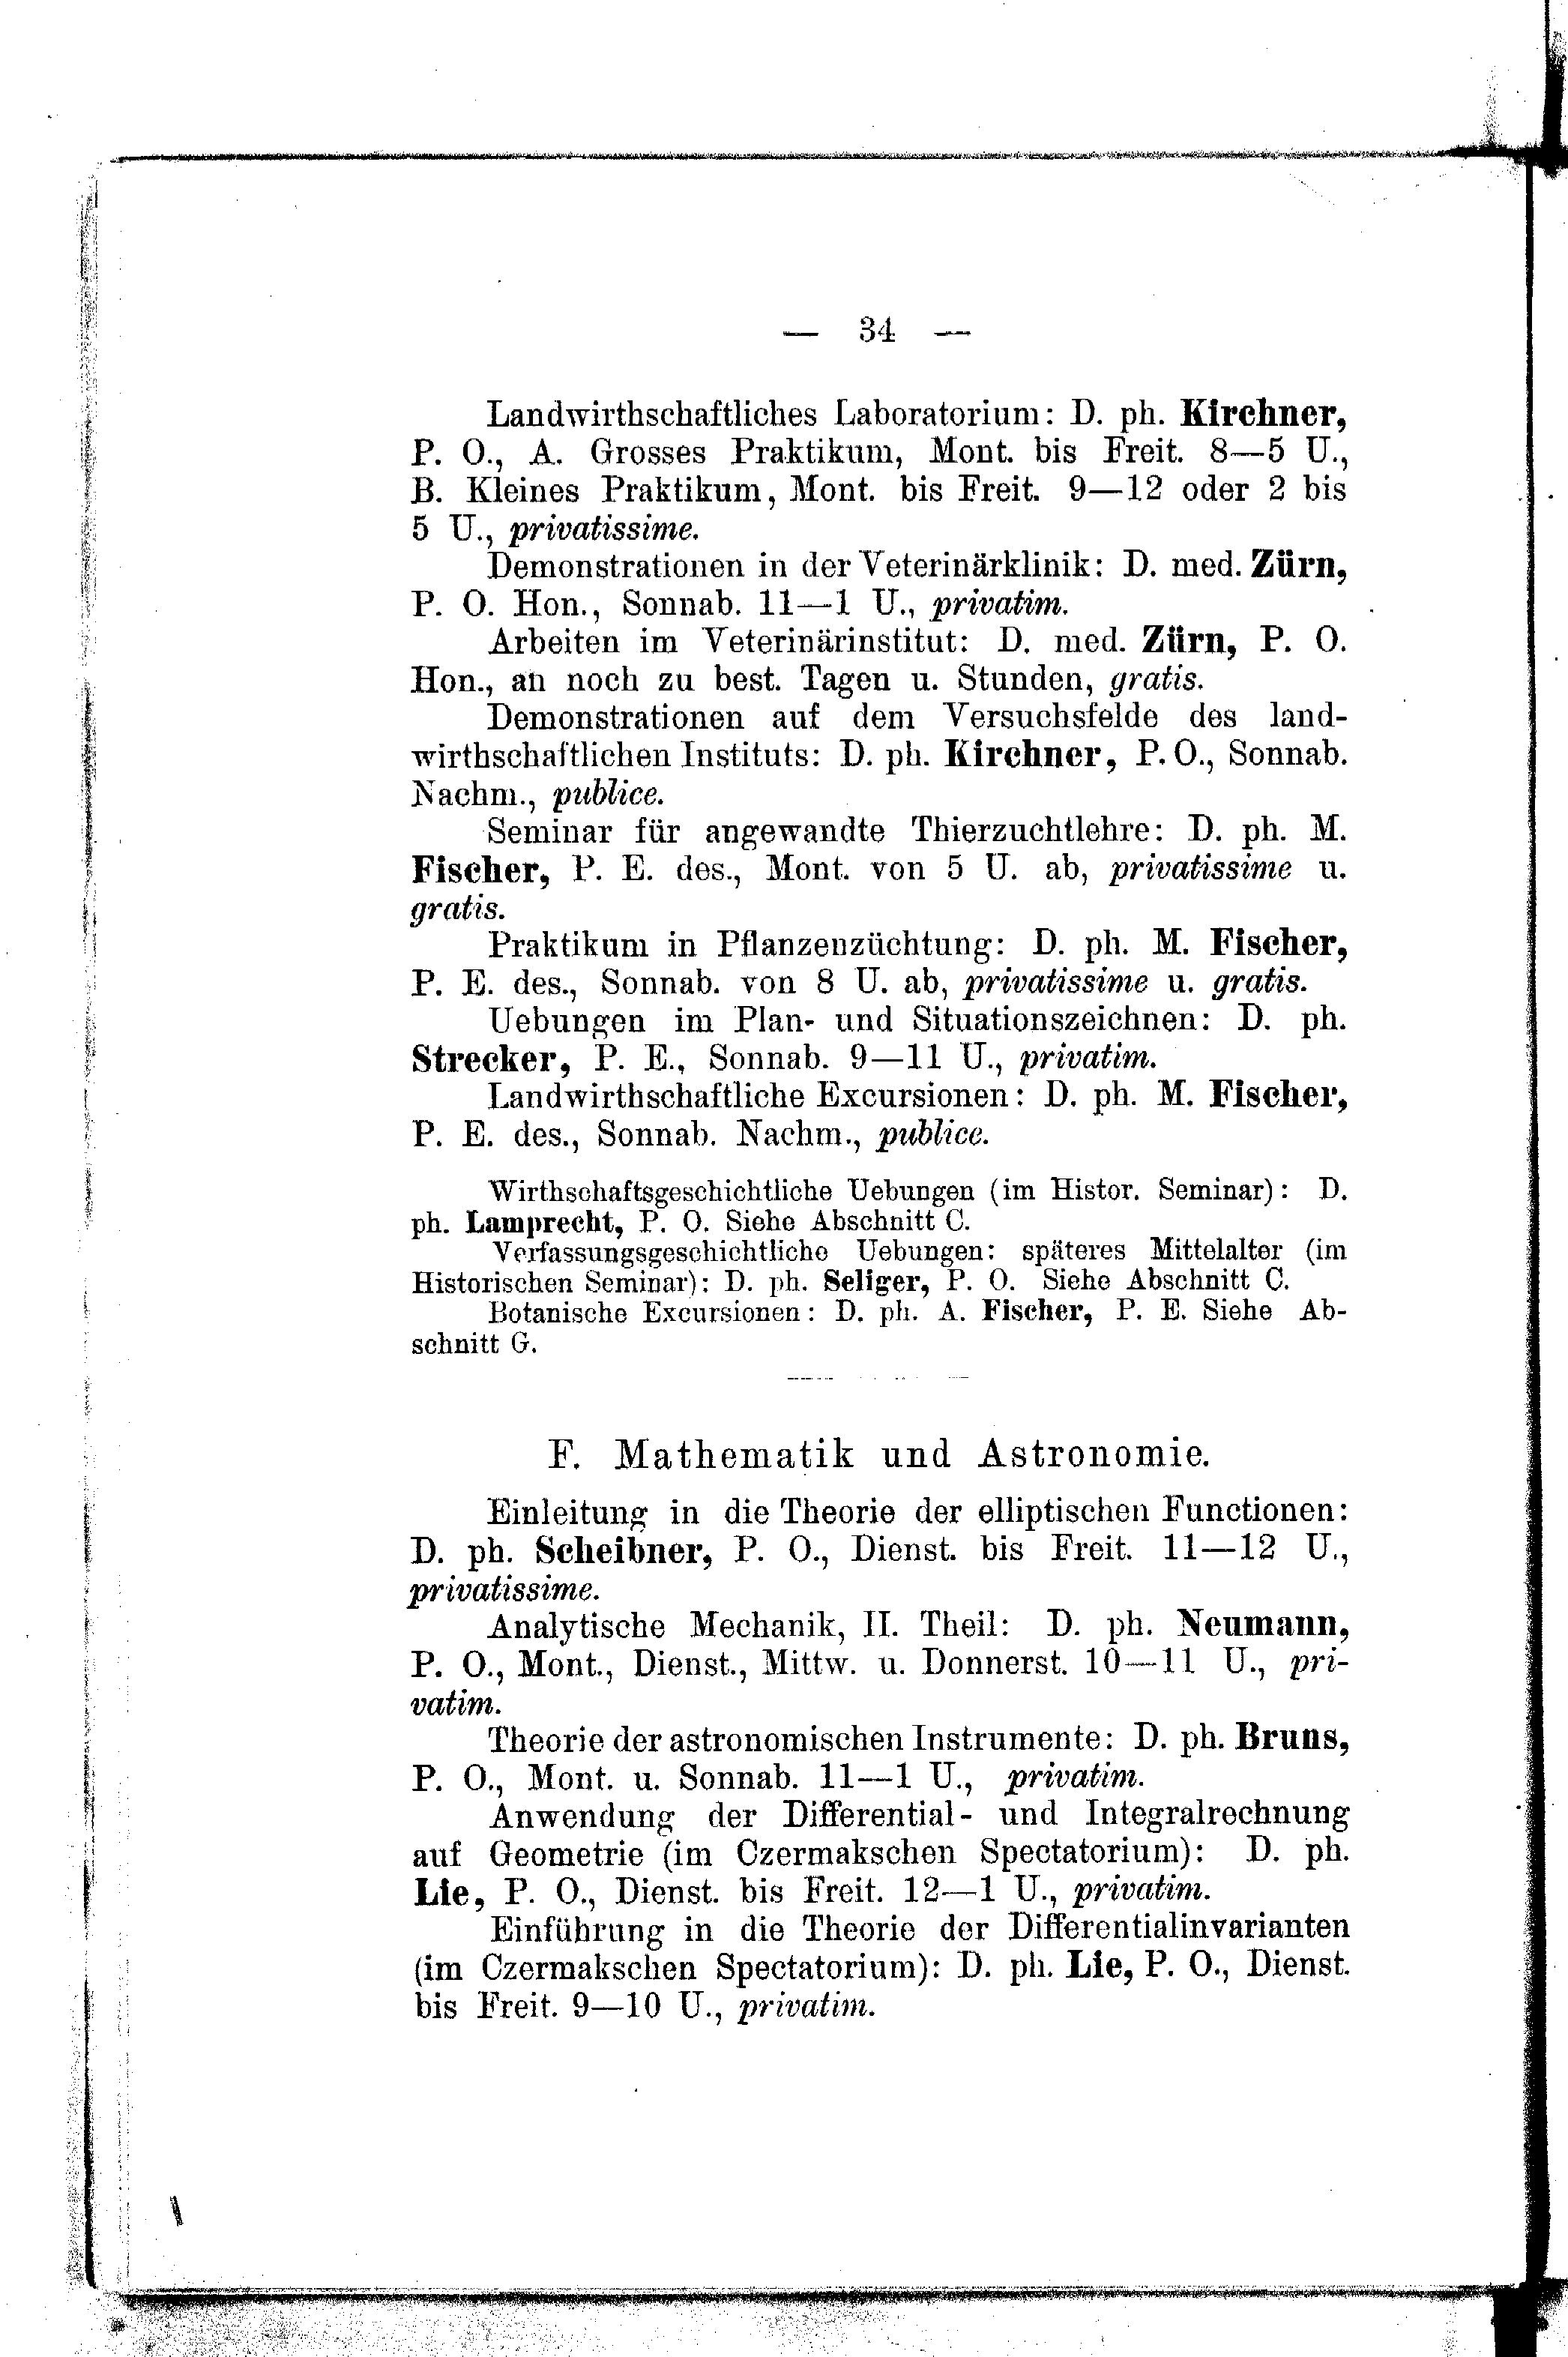 — 34 —
Landwirthschaftliches Laboratorium: D. ph. Kirchner,
P. O., A. Grosses Praktikum, Mont. bis Freit. 8—5 U.,
B. Kleines Praktikum, Mont. bis Freit. 9—12 oder 2 bis
5 U., privatissime.
Demonstrationen in der Veterinärklinik: D. med. Zürn,
P. O. Hon., Sonnab. 11—1 U., privatim.
Arbeiten im Veterinärinstitut: D. med. Zürn, P. O.
Hon., an noch zu best. Tagen u. Stunden, gratis.
Demonstrationen auf dem Versuchsfelde des land-
wirthschaftlichen Instituts: D. ph. Kirchner, P. O., Sonnab.
Nachm., publice.
Seminar für angewandte Thierzuchtlehre: D. ph. M.
Fischer, P. E. des., Mont. von 5 U. ab, privatissime u.
gratis.
Praktikum in Pflanzenzüchtung: D. ph. M. Fischer,
P. E. des., Sonnab. von 8 U. ab, privatissime u. gratis.
Uebungen im Plan- und Situationszeichnen: D. ph.
Strecker, P. E., Sonnab. 9—11 U., privatim.
Landwirthschaftliche Excursionen: D. ph. M. Fischer,
P. E. des., Sonnab. Nachm., publice.
Wirthschaftsgeschichtliche Uebungen (im Histor. Seminar): D.
ph. Lamprecht, P. O. Siehe Abschnitt C.
Verfassungsgeschichtliche Uebungen: späteres Mittelalter (im
Historischen Seminar): D. ph. Seliger, P. O. Siehe Abschnitt C.
Botanische Excursionen: D. ph. A. Fischer, P. E. Siehe Ab-
schnitt G.
F. Mathematik und Astronomie.
Einleitung in die Theorie der elliptischen Functionen:
D. ph. Scheibner, P. O., Dienst. bis Freit. 11—12 U.,
privatissime.
Analytische Mechanik, II. Theil: D. ph. Neumann,
P. O., Mont., Dienst., Mittw. u. Donnerst. 10—11 U., pri-
vatim.
Theorie der astronomischen Instrumente: D. ph. Bruns,
P. O., Mont. u. Sonnab. 11—1 U., privatim.
Anwendung der Differential- und Integralrechnung
auf Geometrie (im Czermakschen Spectatorium): D. ph.
Lie, P. O., Dienst. bis Freit. 12—1 U., privatim.
Einführung in die Theorie der Differentialinvarianten
(im Czermakschen Spectatorium): D. ph. Lie, P. O., Dienst.
bis Freit. 9—10 U., privatim.